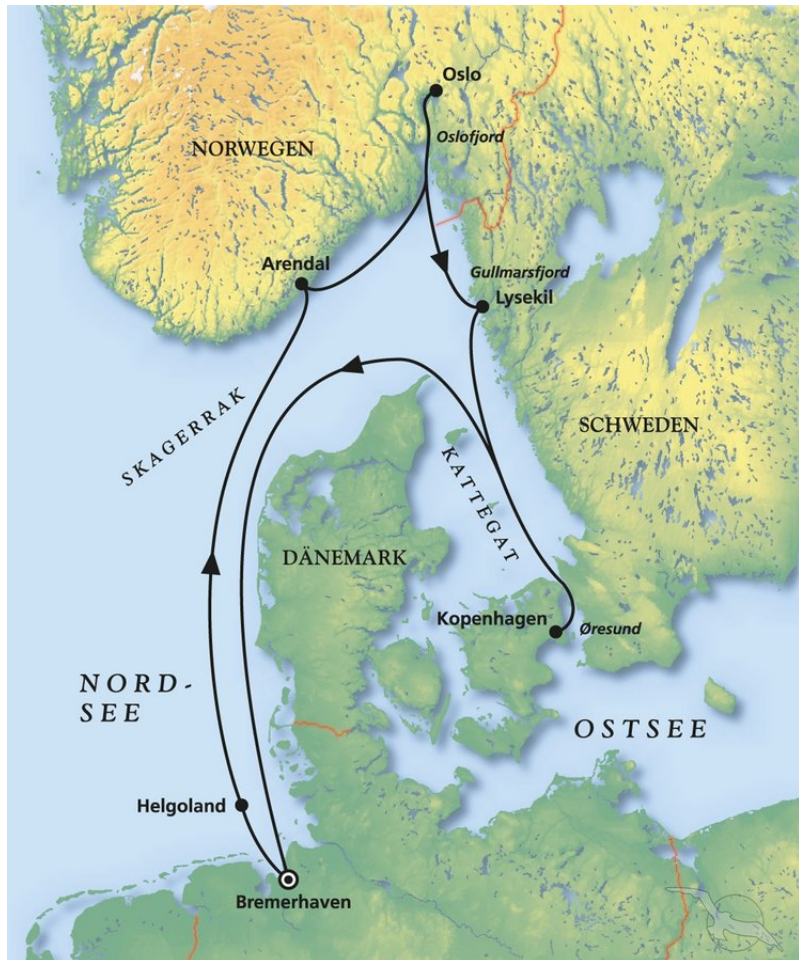 Oslo
Oslofjord
NORWEGEN
Arendal
Gullmarsfjord
Lysekil
SKAGERRAK
SCHWEDEN
KATTEGAT
DÄNEMARK
Kopenhagen
Øresund
NORD-
SEE
OSTSEE
Helgoland
Bremerhaven